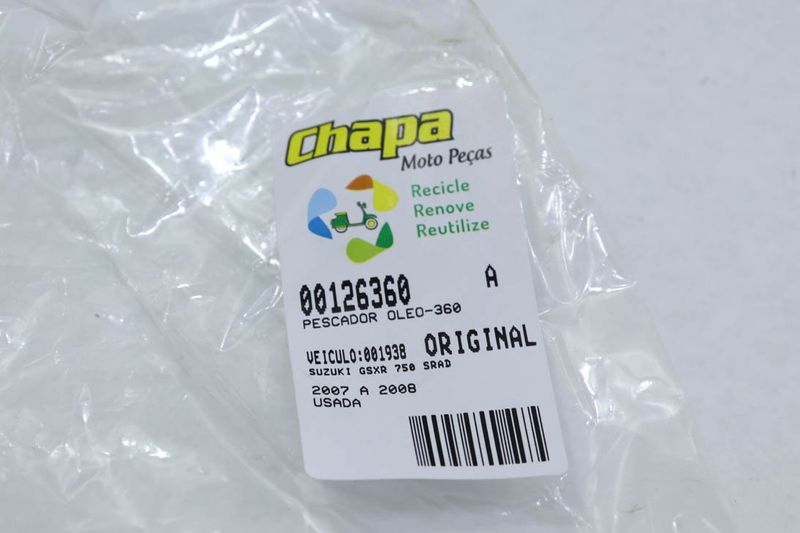 Chapa
Moto Peças
Recicle
Renove
Reutilize
00126360 A
PESCADOR OLEO-360
VEICULO:001938 ORIGINAL
SUZUKI GSXR 750 SRAD
2007 A 2008
USADA